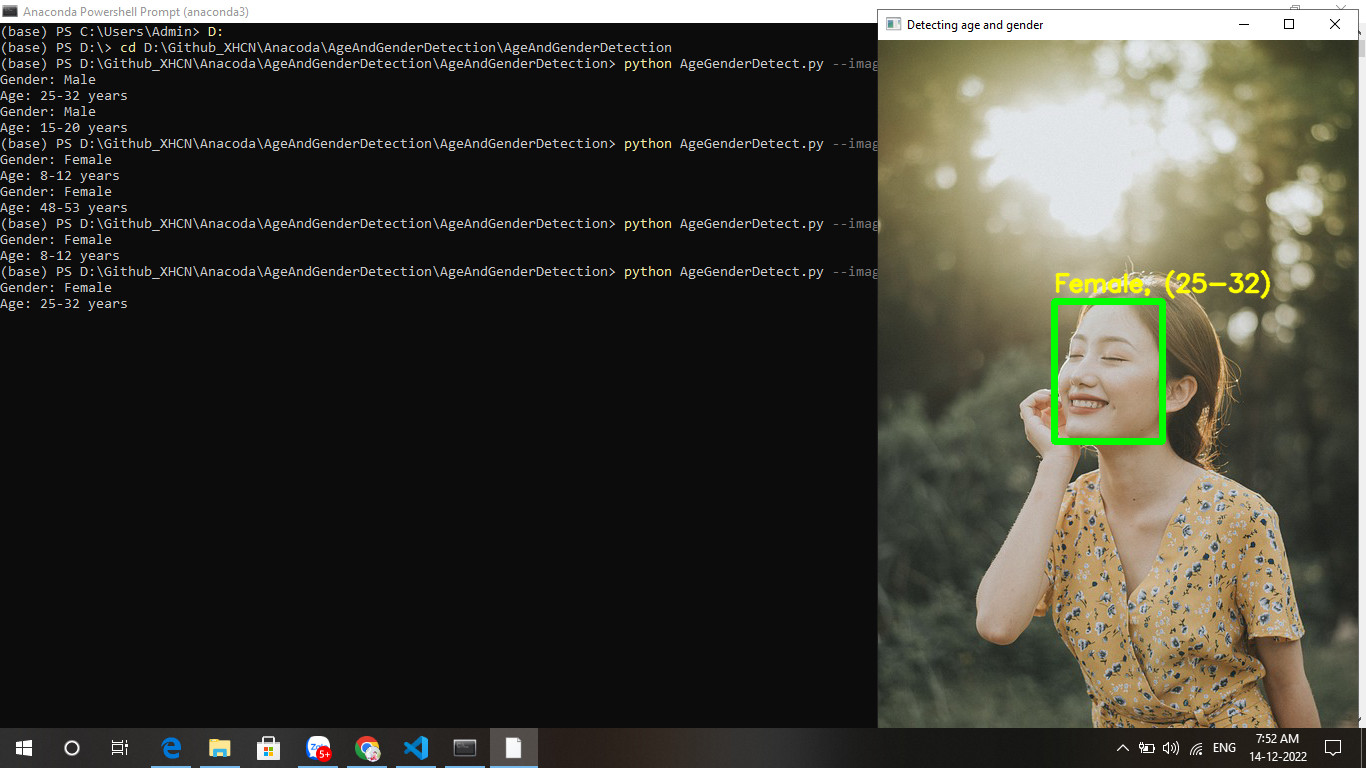 Anaconda Powershell Prompt (anaconda3)
(base) PS C:\Users\Admin> D:
(base) PS D:\> cd D:\Github_XHCN\Anacoda\AgeAndGenderDetection\AgeAndGenderDetection
(base) PS D:\Github_XHCN\Anacoda\AgeAndGenderDetection\AgeAndGenderDetection> python AgeGenderDetect.py --imag
Gender: Male
Age: 25-32 years
Gender: Male
Age: 15-20 years
(base) PS D:\Github_XHCN\Anacoda\AgeAndGenderDetection\AgeAndGenderDetection> python AgeGenderDetect.py --imag
Gender: Female
Age: 8-12 years
Gender: Female
Age: 48-53 years
(base) PS D:\Github_XHCN\Anacoda\AgeAndGenderDetection\AgeAndGenderDetection> python AgeGenderDetect.py --imag
Gender: Female
Age: 8-12 years
(base) PS D:\Github_XHCN\Anacoda\AgeAndGenderDetection\AgeAndGenderDetection> python AgeGenderDetect.py --imag
Gender: Female
Age: 25-32 years
Detecting age and gender
Female, (25-32)
5+
ENG
7:52 AM
14-12-2022